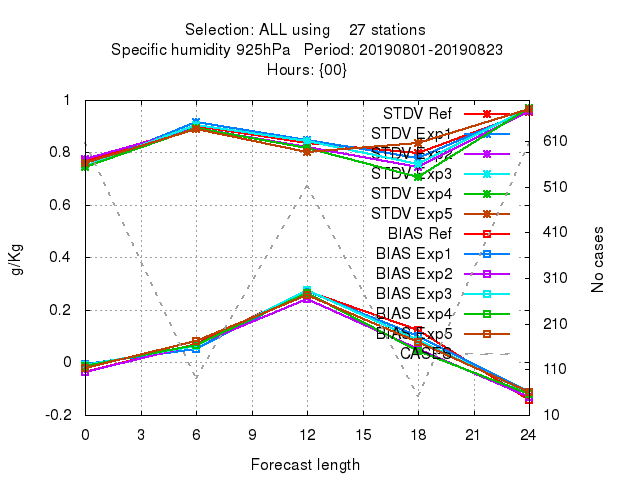 Selection: ALL using    27 stations
Specific humidity 925hPa   Period: 20190801-20190823
Hours: {00}
1
0.8
0.6
0.4
0.2
0
-0.2
g/Kg
STDV Ref
STDV Exp1
STDV Exp2
STDV Exp3
STDV Exp4
STDV Exp5
BIAS Ref
BIAS Exp1
BIAS Exp2
BIAS Exp3
BIAS Exp4
BIAS Exp5
CASES
610
510
410
310
210
110
10
No cases
0 3 6 9 12 15 18 21 24
Forecast length